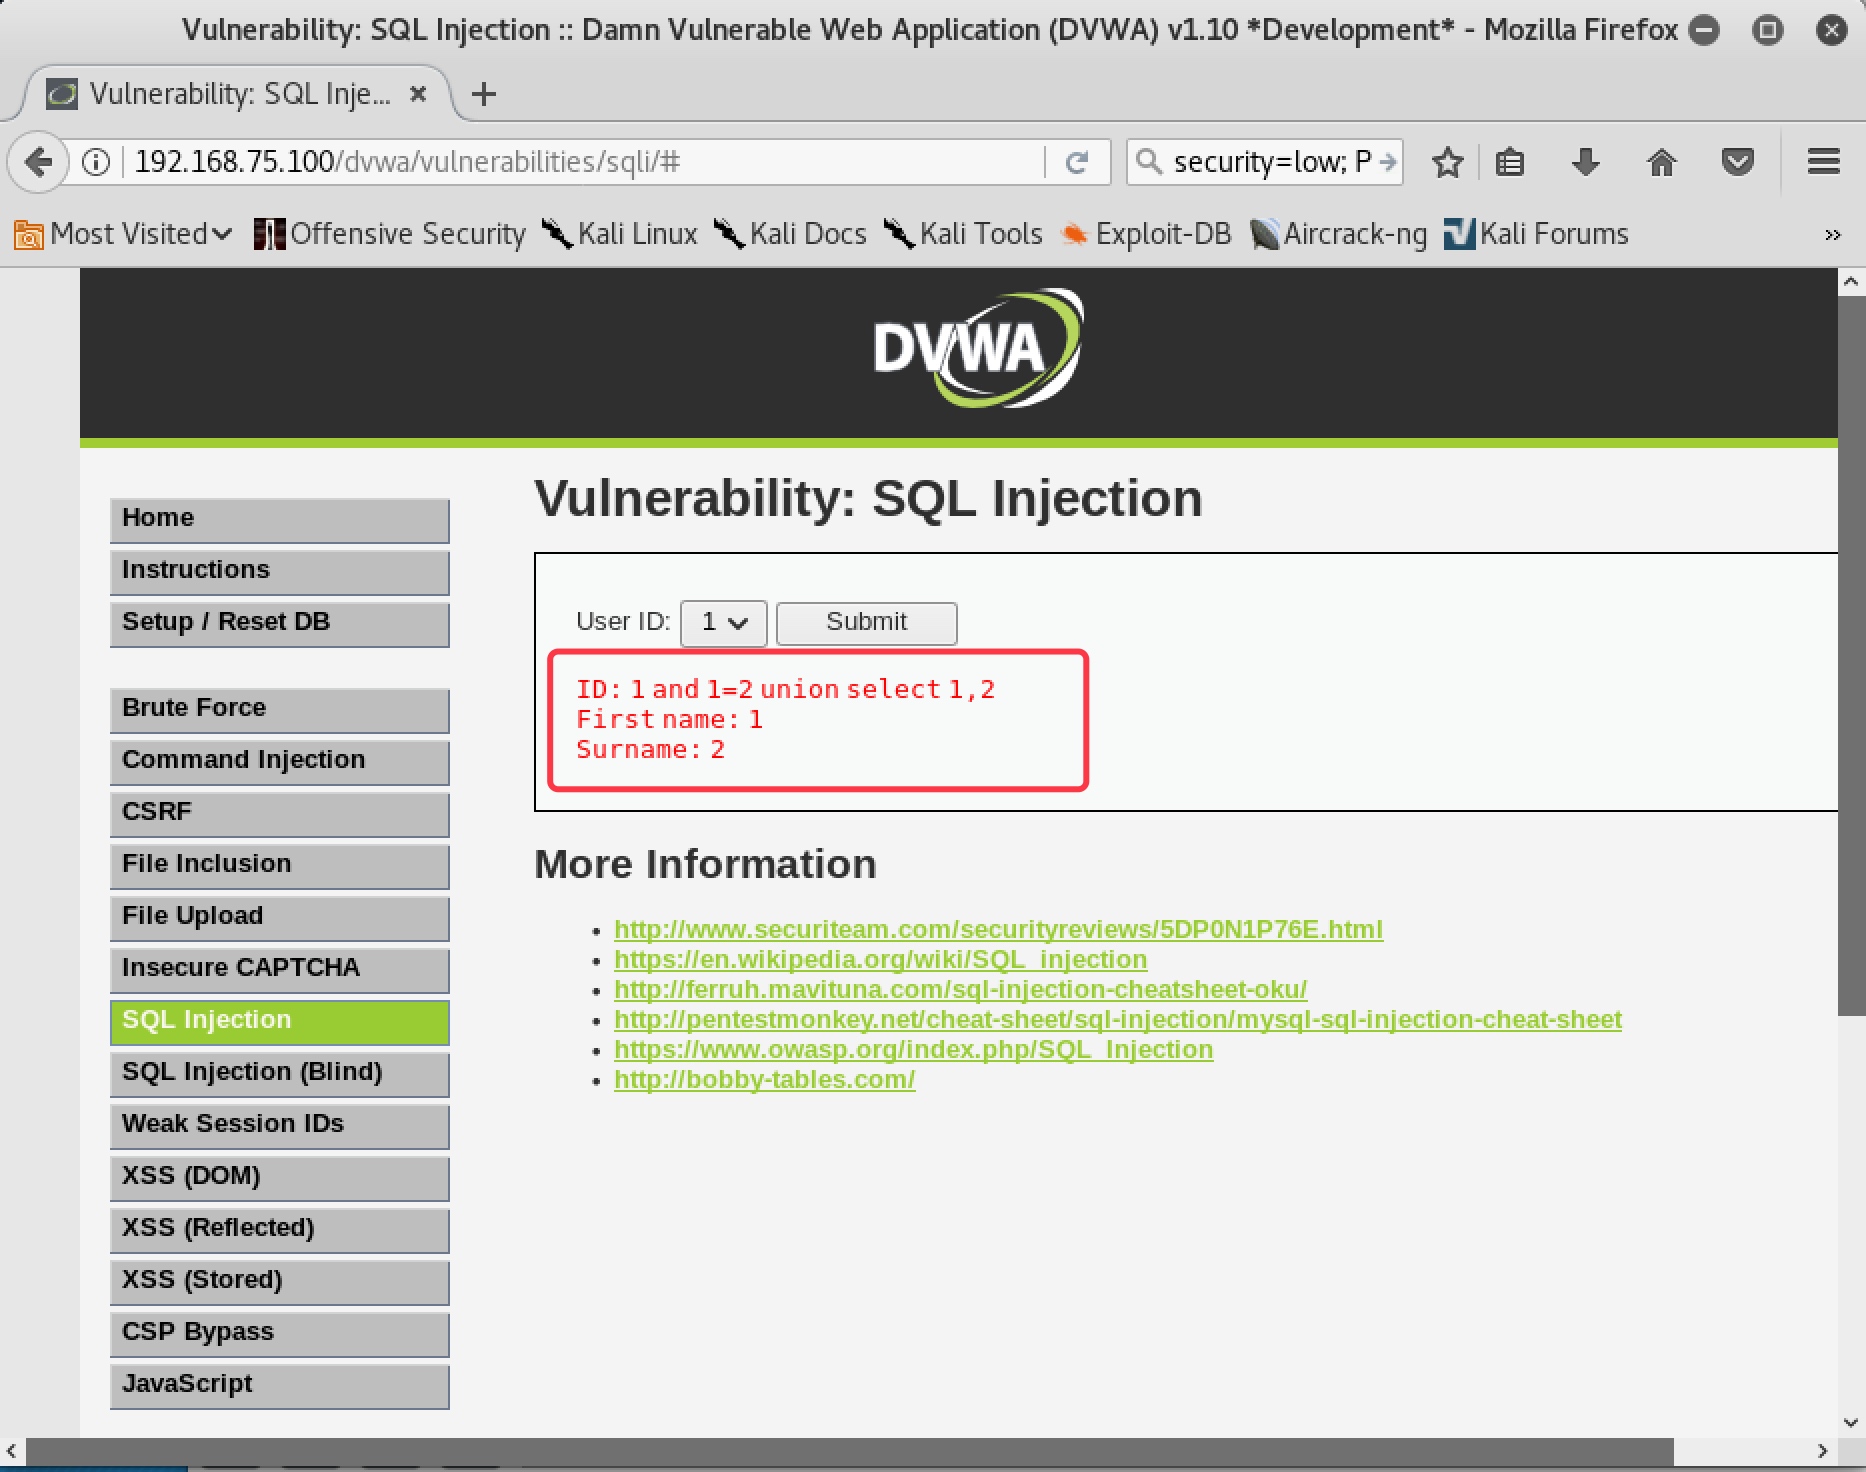 Vulnerability: SQL Injection :: Damn Vulnerable Web Application (DVWA) v1.10 *Development* - Mozilla Firefox
Vulnerability: SQL Inje...
192.168.75.100/dvwa/vulnerabilities/sqli/#
security=low; P
Most Visited Offensive Security Kali Linux Kali Docs Kali Tools Exploit-DB Aircrack-ng Kali Forums »
DVWA
Home
Instructions
Setup / Reset DB
Brute Force
Command Injection
CSRF
File Inclusion
File Upload
Insecure CAPTCHA
SQL Injection
SQL Injection (Blind)
Weak Session IDs
XSS (DOM)
XSS (Reflected)
XSS (Stored)
CSP Bypass
JavaScript
Vulnerability: SQL Injection
User ID: 1 Submit
ID: 1 and 1=2 union select 1,2
First name: 1
Surname: 2
More Information
• http://www.securiteam.com/securityreviews/5DP0N1P76E.html
• https://en.wikipedia.org/wiki/SQL_injection
• http://ferruh.mavituna.com/sql-injection-cheatsheet-oku/
• http://pentestmonkey.net/cheat-sheet/sql-injection/mysql-sql-injection-cheat-sheet
• https://www.owasp.org/index.php/SQL_Injection
• http://bobby-tables.com/